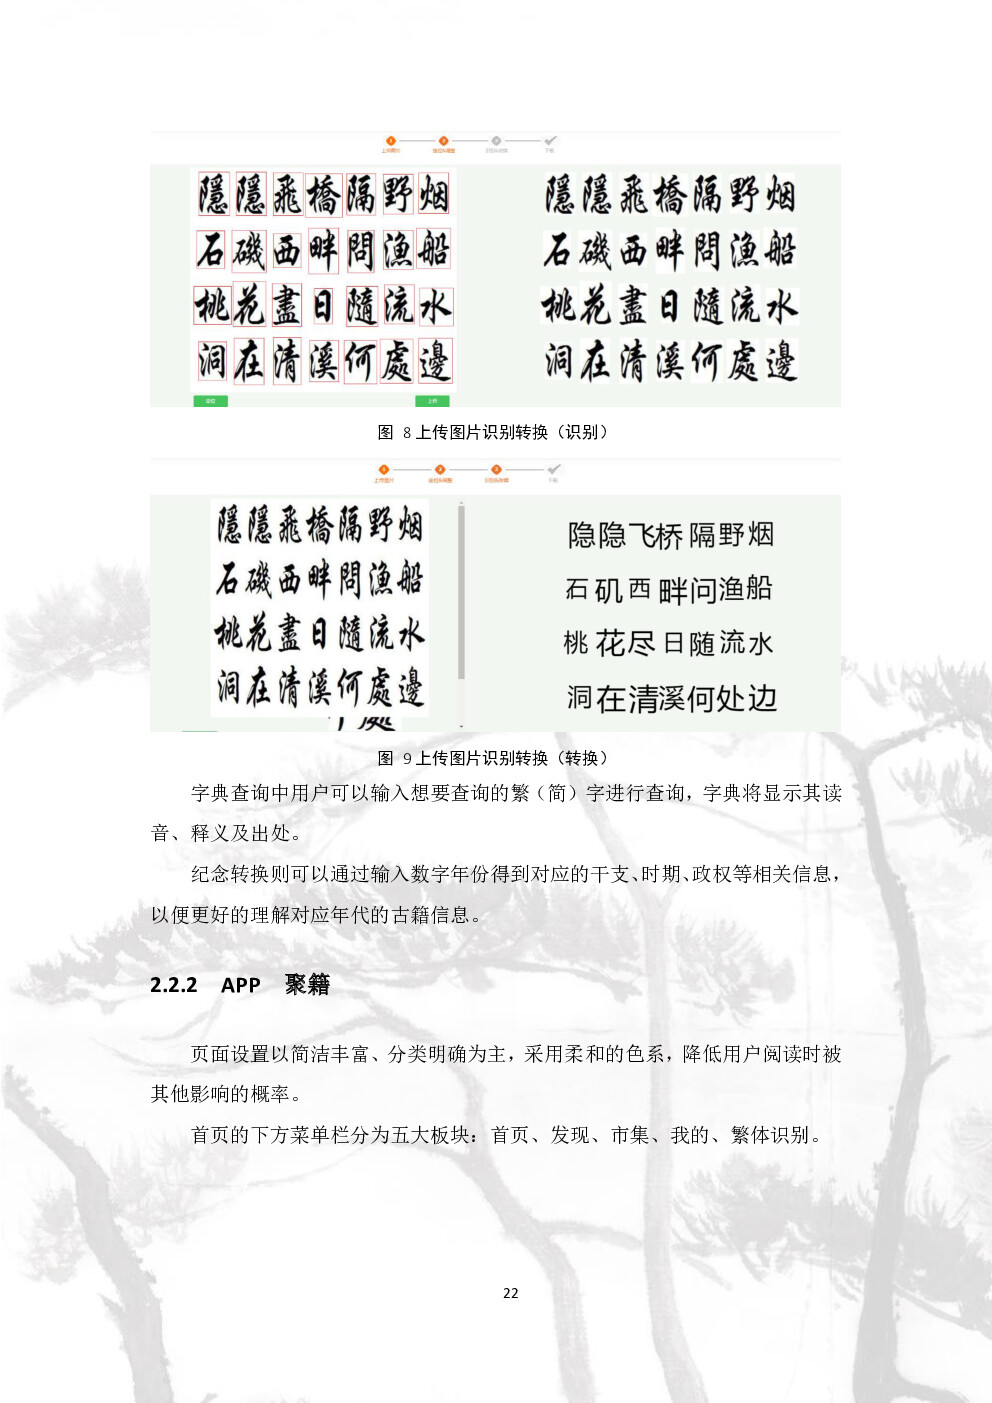 上传图片 下载
隱隱飛橋隔野烟 隱隱飛橋隔野烟
石磯西畔問漁船 石磯西畔問漁船
桃花盡日隨流水 桃花盡日隨流水
洞在清溪何處邊 洞在清溪何處邊
上传
图 8 上传图片识别转换（识别）
上传图片 下载
隱隱飛橋隔野烟 隐隐飞桥隔野烟
石磯西畔問漁船 石矶西畔问渔船
桃花盡日隨流水 桃花尽日随流水
洞在清溪何處邊 洞在清溪何处边
图 9 上传图片识别转换（转换）
字典查询中用户可以输入想要查询的繁（简）字进行查询，字典将显示其读
音、释义及出处。
纪念转换则可以通过输入数字年份得到对应的干支、时期、政权等相关信息，
以便更好的理解对应年代的古籍信息。
2.2.2 APP 聚籍
页面设置以简洁丰富、分类明确为主，采用柔和的色系，降低用户阅读时被
其他影响的概率。
首页的下方菜单栏分为五大板块：首页、发现、市集、我的、繁体识别。
22